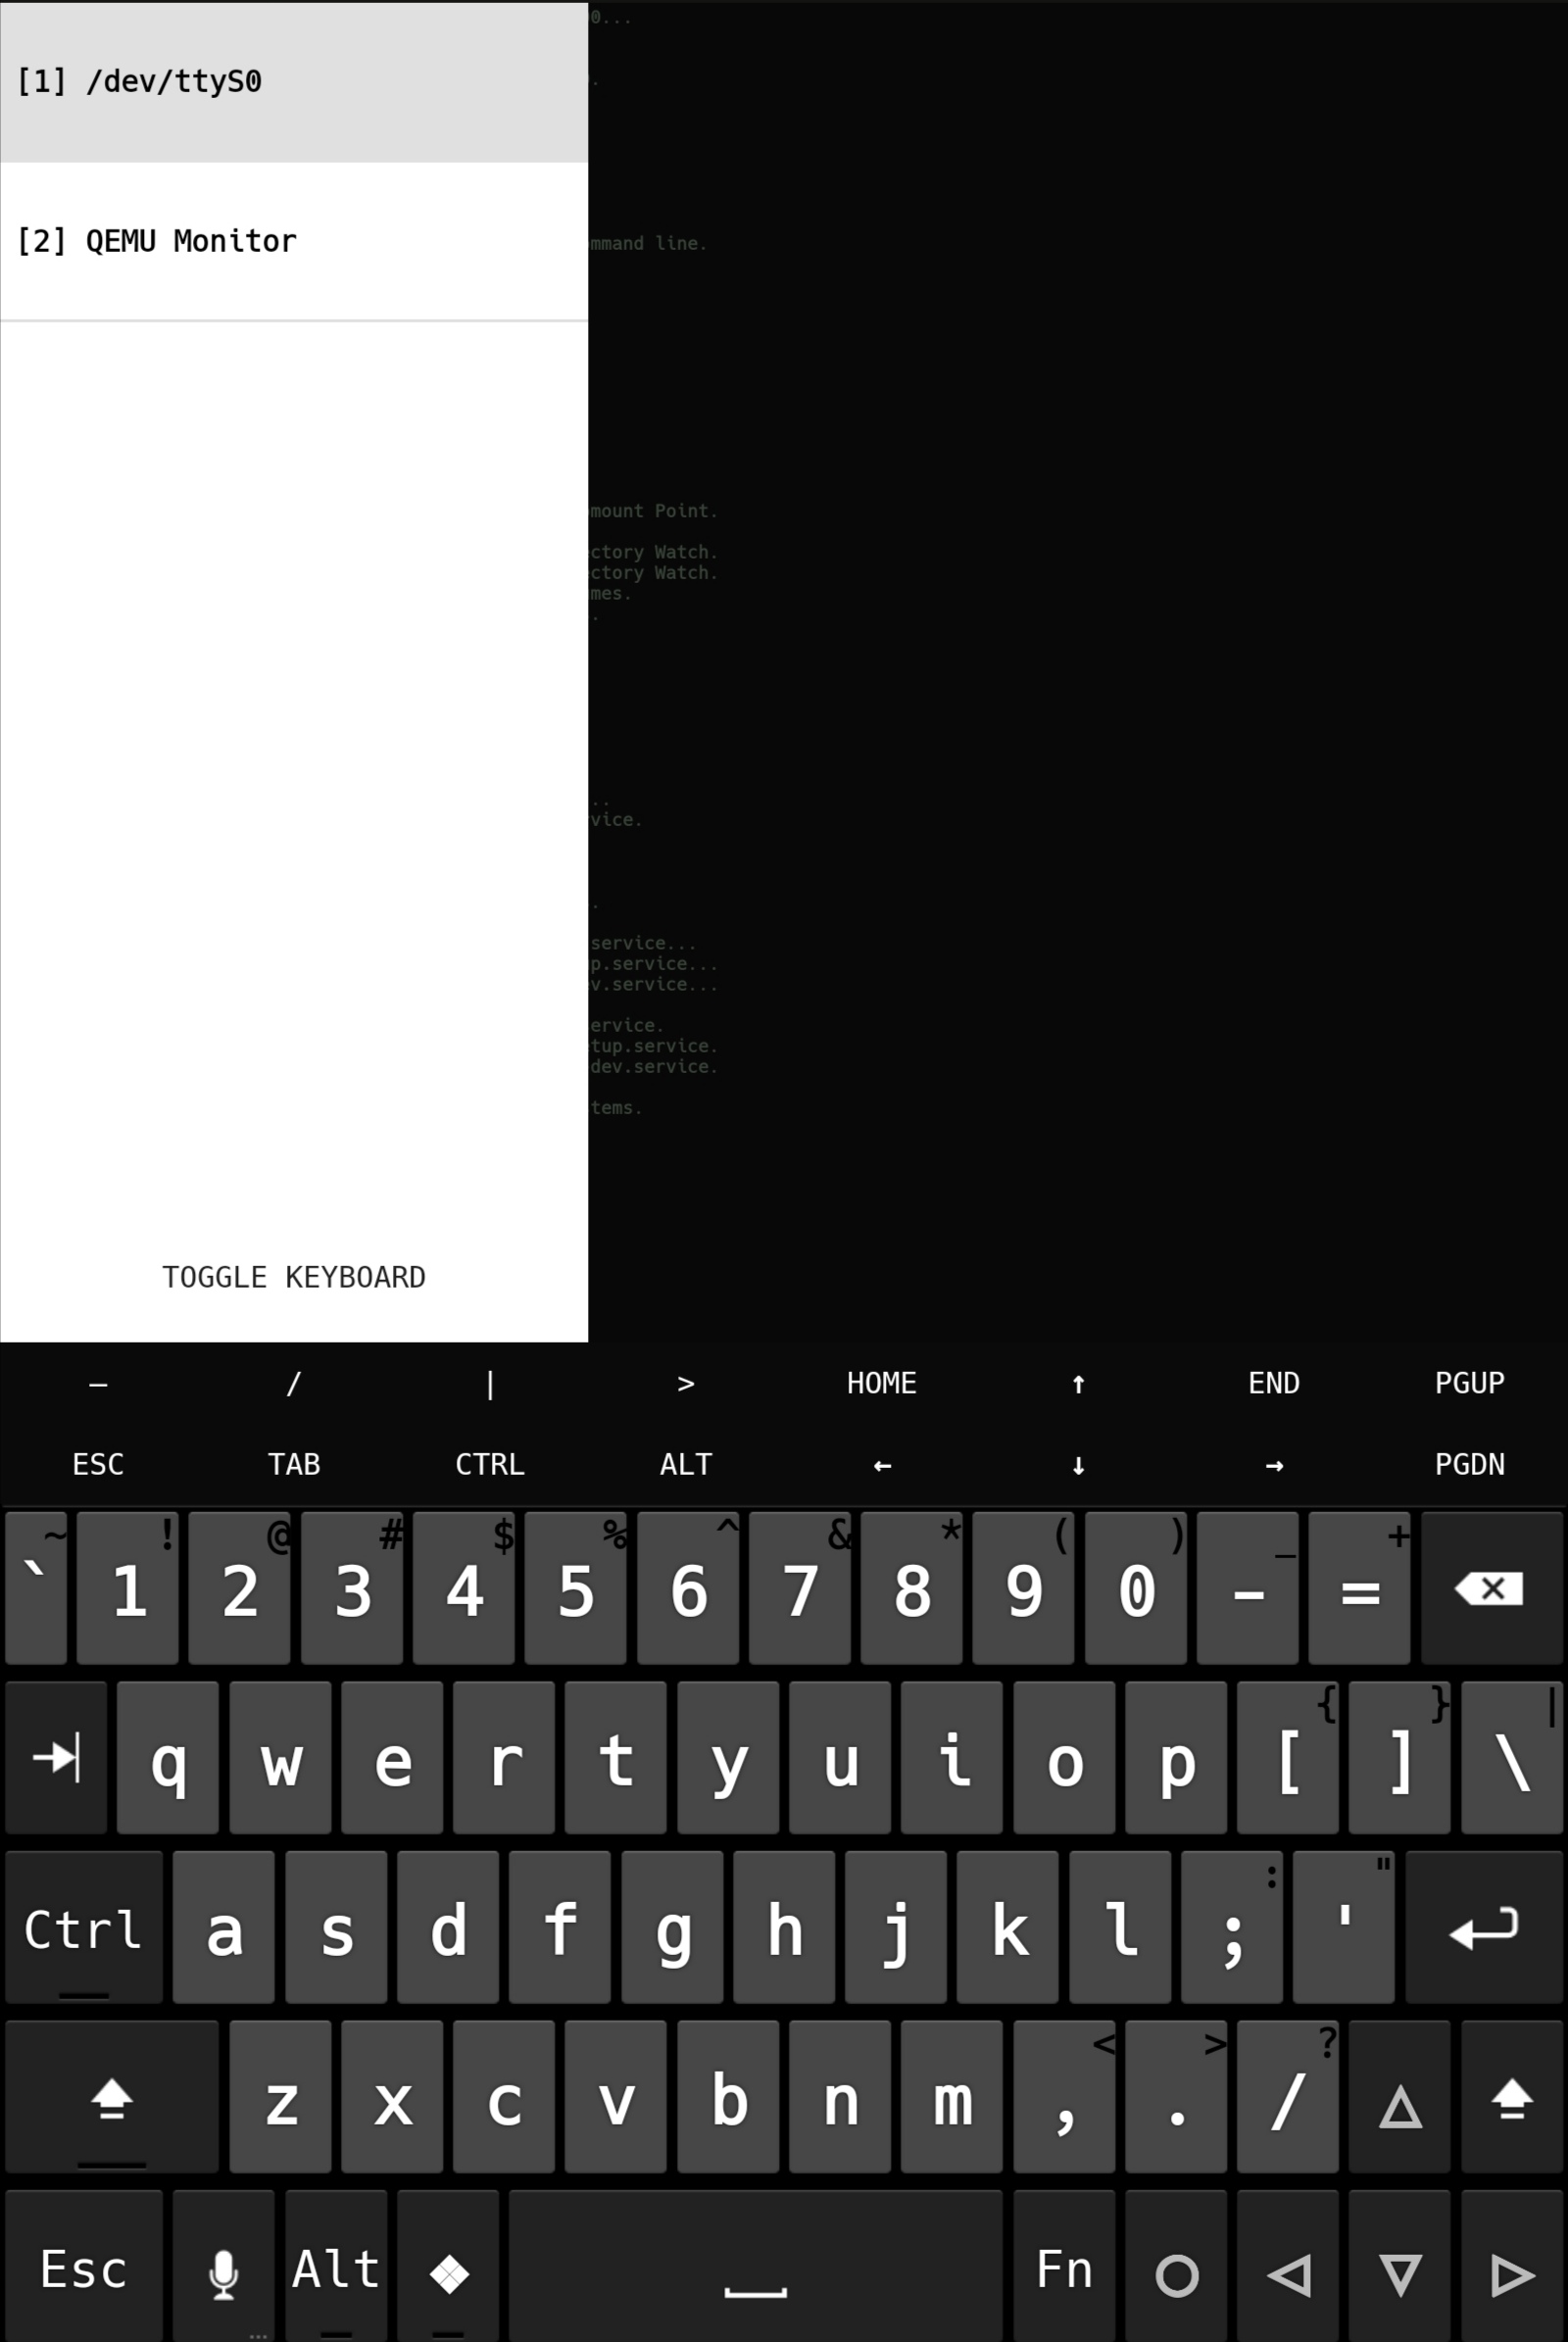 [1] /dev/ttyS0
[2] QEMU Monitor
0...
.
mmand line.
mount Point.
ctory Watch.
ctory Watch.
mes.
.
..
vice.
.
service...
p.service...
v.service...
ervice.
tup.service.
dev.service.
tems.
TOGGLE KEYBOARD
― / | > HOME ↑ END PGUP
ESC TAB CTRL ALT ← ↓ → PGDN
~ ! @ # $ % ^ & * ( ) _ +
` 1 2 3 4 5 6 7 8 9 0 - =
{ } |
q w e r t y u i o p [ ] \
: "
Ctrl a s d f g h j k l ; '
< > ?
z x c v b n m , . /
Esc Alt Fn
...